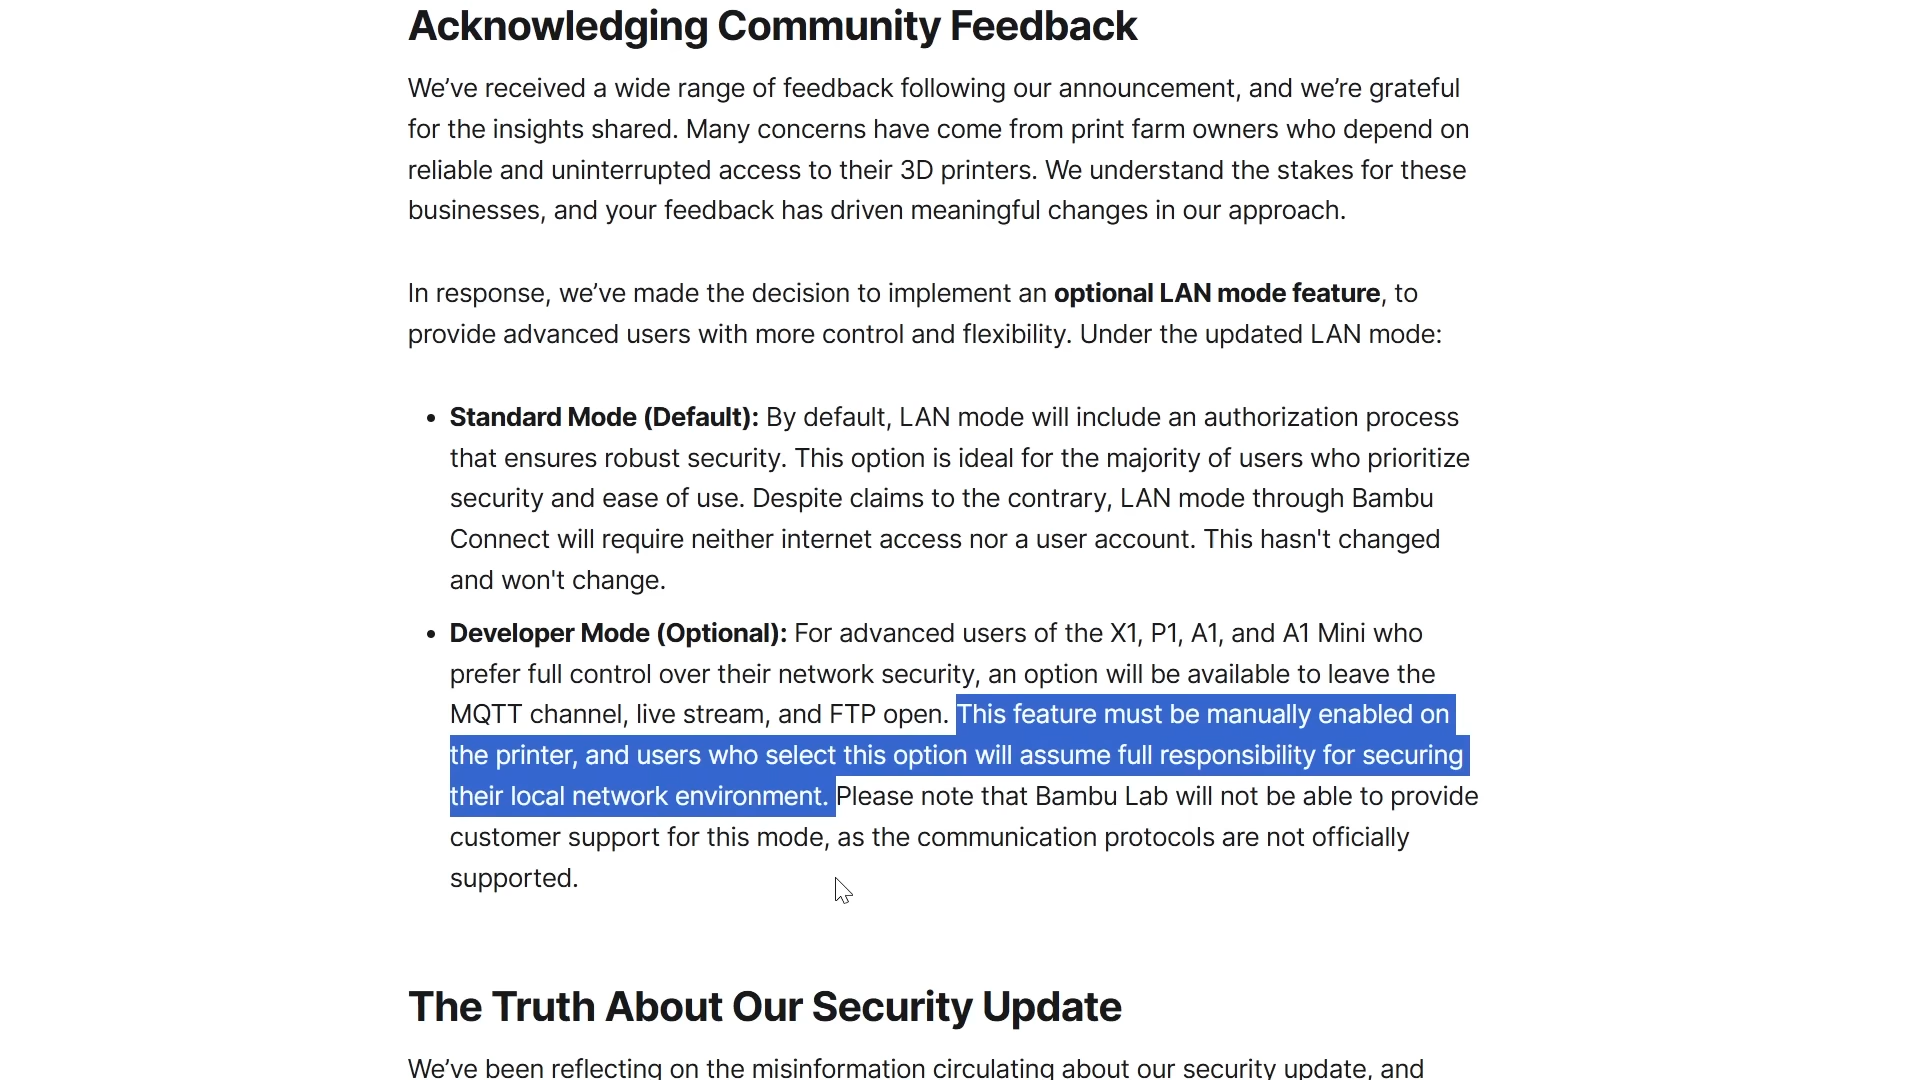 Acknowledging Community Feedback
We’ve received a wide range of feedback following our announcement, and we’re grateful
for the insights shared. Many concerns have come from print farm owners who depend on
reliable and uninterrupted access to their 3D printers. We understand the stakes for these
businesses, and your feedback has driven meaningful changes in our approach.
In response, we’ve made the decision to implement an optional LAN mode feature, to
provide advanced users with more control and flexibility. Under the updated LAN mode:
• Standard Mode (Default): By default, LAN mode will include an authorization process
that ensures robust security. This option is ideal for the majority of users who prioritize
security and ease of use. Despite claims to the contrary, LAN mode through Bambu
Connect will require neither internet access nor a user account. This hasn't changed
and won't change.
• Developer Mode (Optional): For advanced users of the X1, P1, A1, and A1 Mini who
prefer full control over their network security, an option will be available to leave the
MQTT channel, live stream, and FTP open. This feature must be manually enabled on
the printer, and users who select this option will assume full responsibility for securing
their local network environment. Please note that Bambu Lab will not be able to provide
customer support for this mode, as the communication protocols are not officially
supported.
The Truth About Our Security Update
We’ve been reflecting on the misinformation circulating about our security update, and